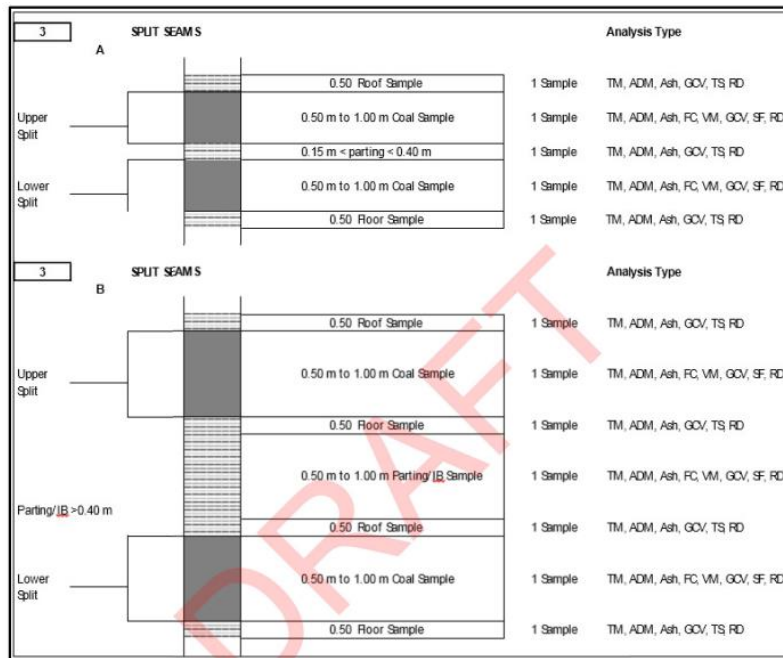 3 SPLIT SEAMS Analysis Type
A
0.50 Roof Sample 1 Sample TM, ADM, Ash, GCV, TS, RD
Upper Split 0.50 m to 1.00 m Coal Sample 1 Sample TM, ADM, Ash, FC, VM, GCV, SF, RD
0.15 m < parting < 0.40 m 1 Sample TM, ADM, Ash, GCV, TS, RD
Lower Split 0.50 m to 1.00 m Coal Sample 1 Sample TM, ADM, Ash, FC, VM, GCV, SF, RD
0.50 Floor Sample 1 Sample TM, ADM, Ash, GCV, TS, RD
3 SPLIT SEAMS Analysis Type
B
0.50 Roof Sample 1 Sample TM, ADM, Ash, GCV, TS, RD
Upper Split 0.50 m to 1.00 m Coal Sample 1 Sample TM, ADM, Ash, FC, VM, GCV, SF, RD
0.50 Floor Sample 1 Sample TM, ADM, Ash, GCV, TS, RD
0.50 m to 1.00 m Parting/IB Sample 1 Sample TM, ADM, Ash, FC, VM, GCV, SF, RD
Parting/IB >0.40 m
0.50 Roof Sample 1 Sample TM, ADM, Ash, GCV, TS, RD
Lower Split 0.50 m to 1.00 m Coal Sample 1 Sample TM, ADM, Ash, FC, VM, GCV, SF, RD
0.50 Floor Sample 1 Sample TM, ADM, Ash, GCV, TS, RD
DRAFT